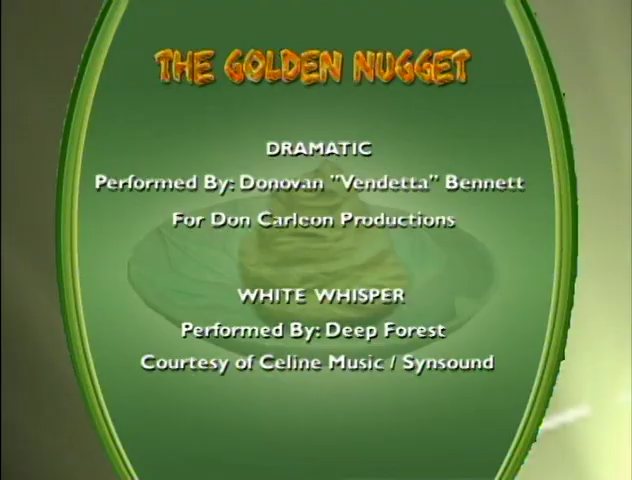 THE GOLDEN NUGGET
DRAMATIC
Performed By: Donovan "Vendetta" Bennett
For Don Carleon Productions
WHITE WHISPER
Performed By: Deep Forest
Courtesy of Celine Music / Synsound